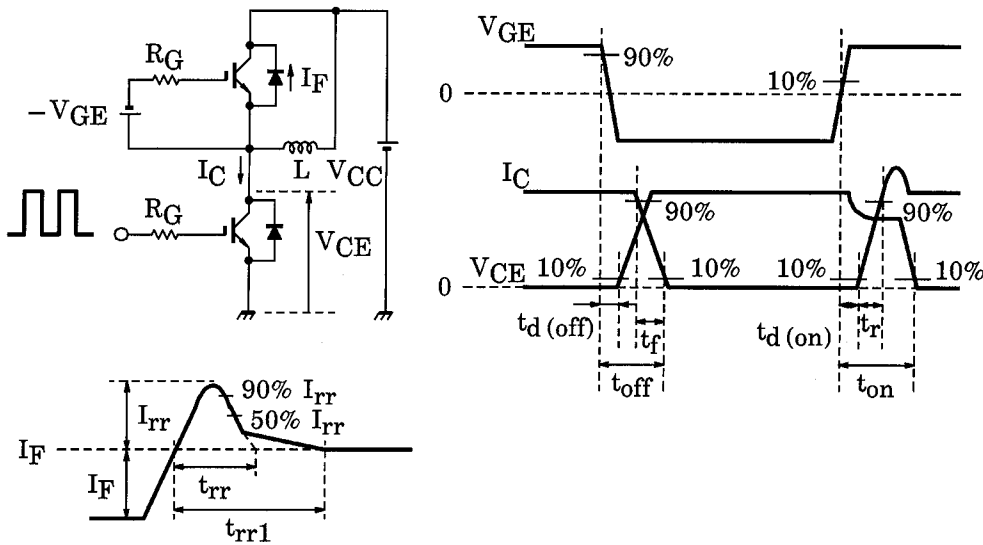 R_G
I_F
-V_GE
I_C
L
V_CC
R_G
V_CE
V_GE
90%
10%
0
I_C
90%
90%
V_CE
10%
10%
10%
10%
0
t_d (off)
t_f
t_d (on)
t_r
t_off
t_on
I_rr
90% I_rr
50% I_rr
I_F
I_F
t_rr
t_rr1